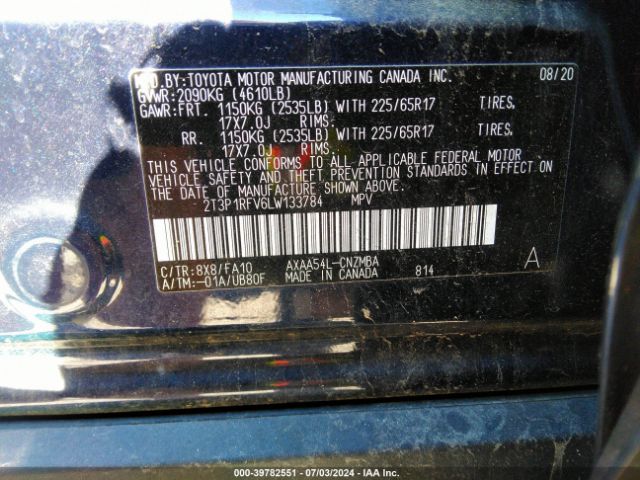 MFD. BY: TOYOTA MOTOR MANUFACTURING CANADA INC. 08/20
GVWR: 2090KG (4610LB)
GAWR: FRT. 1150KG (2535LB) WITH 225/65R17 TIRES.
17X7.0J RIMS.
RR. 1150KG (2535LB) WITH 225/65R17 TIRES.
17X7.0J RIMS.
THIS VEHICLE CONFORMS TO ALL APPLICABLE FEDERAL MOTOR
VEHICLE SAFETY AND THEFT PREVENTION STANDARDS IN EFFECT ON
THE DATE OF MANUFACTURE SHOWN ABOVE.
2T3P1RFV6LW133784 MPV
C/TR: 8X8/FA10 AXAA54L-CNZMBA A
A/TM: -01A/UB80F MADE IN CANADA 814
000-39782551 - 07/03/2024 - IAA Inc.